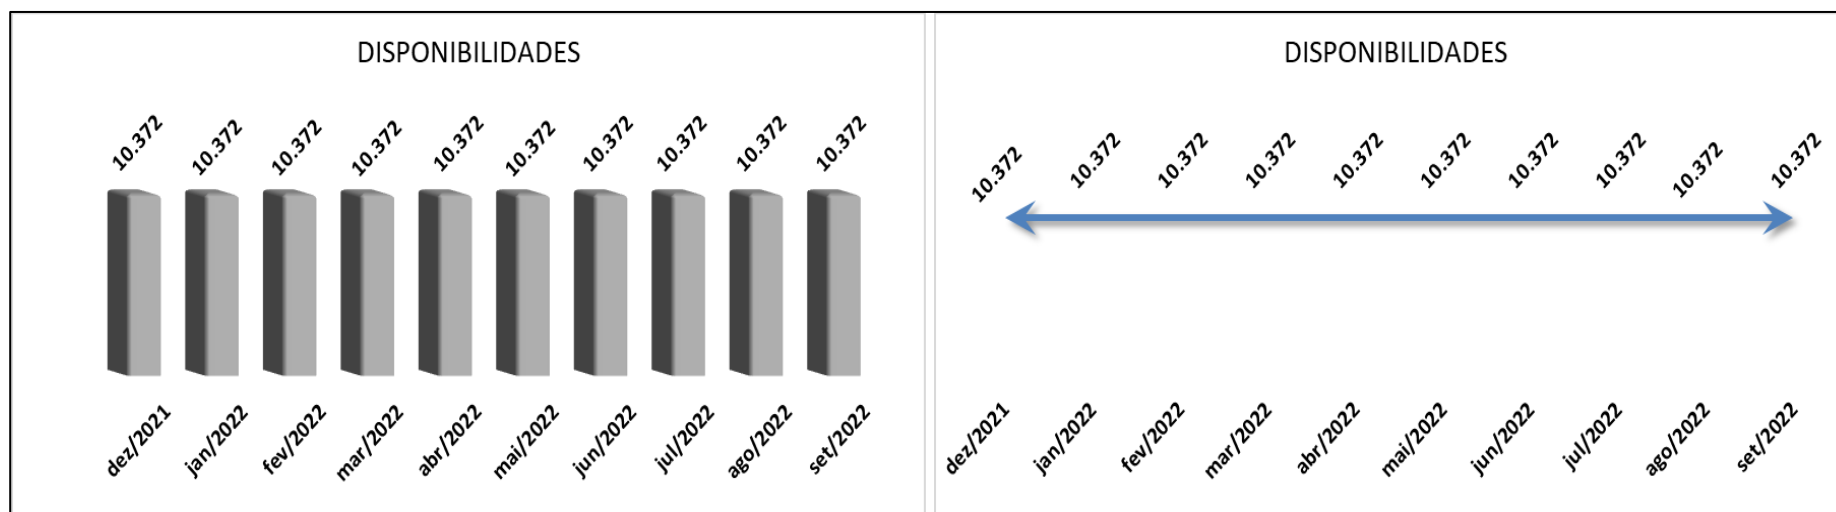 DISPONIBILIDADES
10.372 10.372 10.372 10.372 10.372 10.372 10.372 10.372 10.372 10.372
dez/2021 jan/2022 fev/2022 mar/2022 abr/2022 mai/2022 jun/2022 jul/2022 ago/2022 set/2022
DISPONIBILIDADES
10.372 10.372 10.372 10.372 10.372 10.372 10.372 10.372 10.372 10.372
dez/2021 jan/2022 fev/2022 mar/2022 abr/2022 mai/2022 jun/2022 jul/2022 ago/2022 set/2022